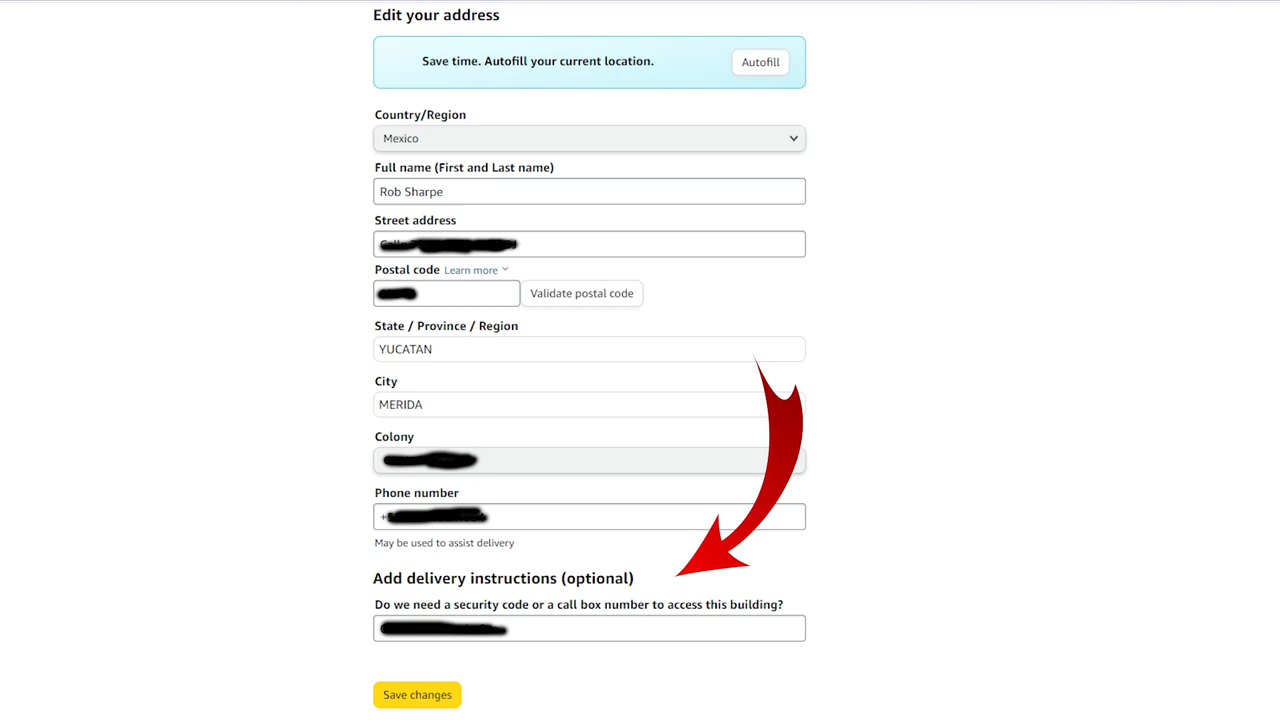 Edit your address
Save time. Autofill your current location.
Autofill
Country/Region
Mexico
Full name (First and Last name)
Rob Sharpe
Street address
Postal code Learn more
Validate postal code
State / Province / Region
YUCATAN
City
MERIDA
Colony
Phone number
+
May be used to assist delivery
Add delivery instructions (optional)
Do we need a security code or a call box number to access this building?
Save changes